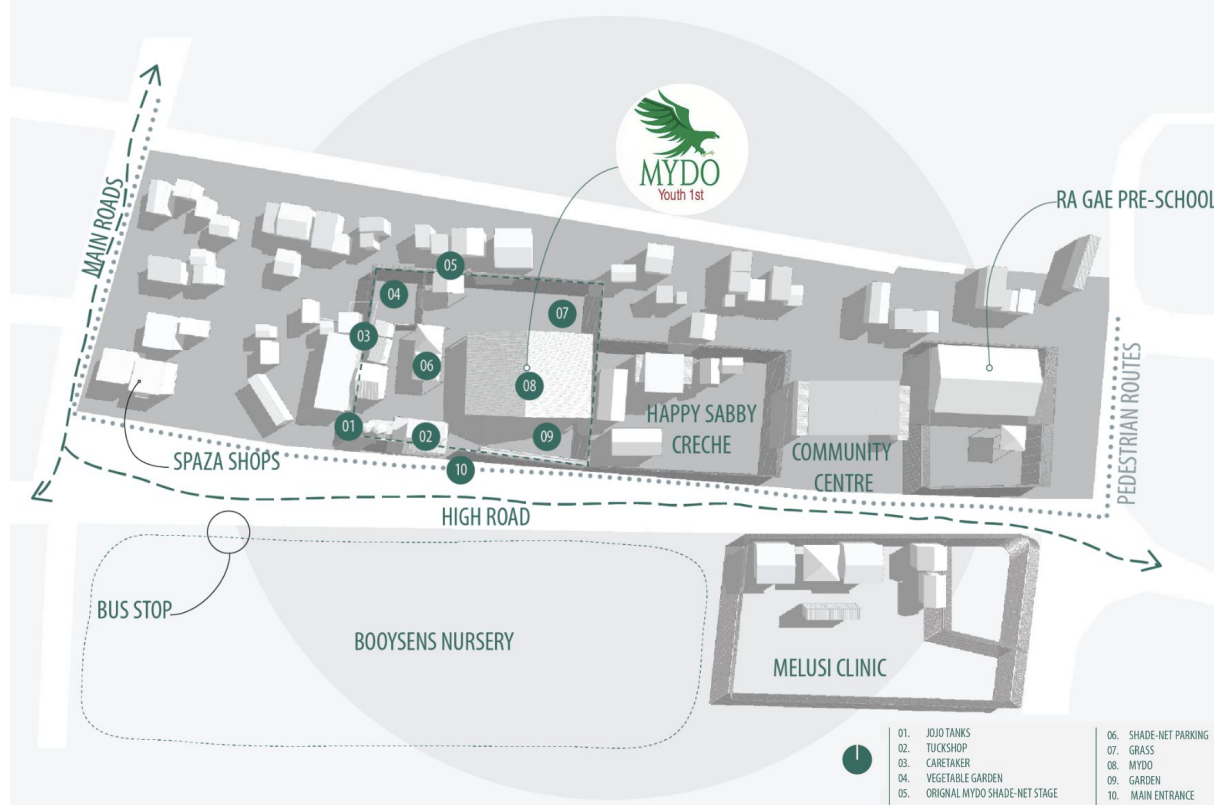 MYDO
Youth 1st
RA GAE PRE-SCHOOL
MAIN ROADS
05
04
07
03
06
08
HAPPY SABBY
CRECHE
COMMUNITY
CENTRE
PEDESTRIAN ROUTES
01
02
09
10
SPAZA SHOPS
HIGH ROAD
BUS STOP
BOOYSENS NURSERY
MELUSI CLINIC
01. JOJO TANKS
02. TUCKSHOP
03. CARETAKER
04. VEGETABLE GARDEN
05. ORIGNAL MYDO SHADE-NET STAGE
06. SHADE-NET PARKING
07. GRASS
08. MYDO
09. GARDEN
10. MAIN ENTRANCE